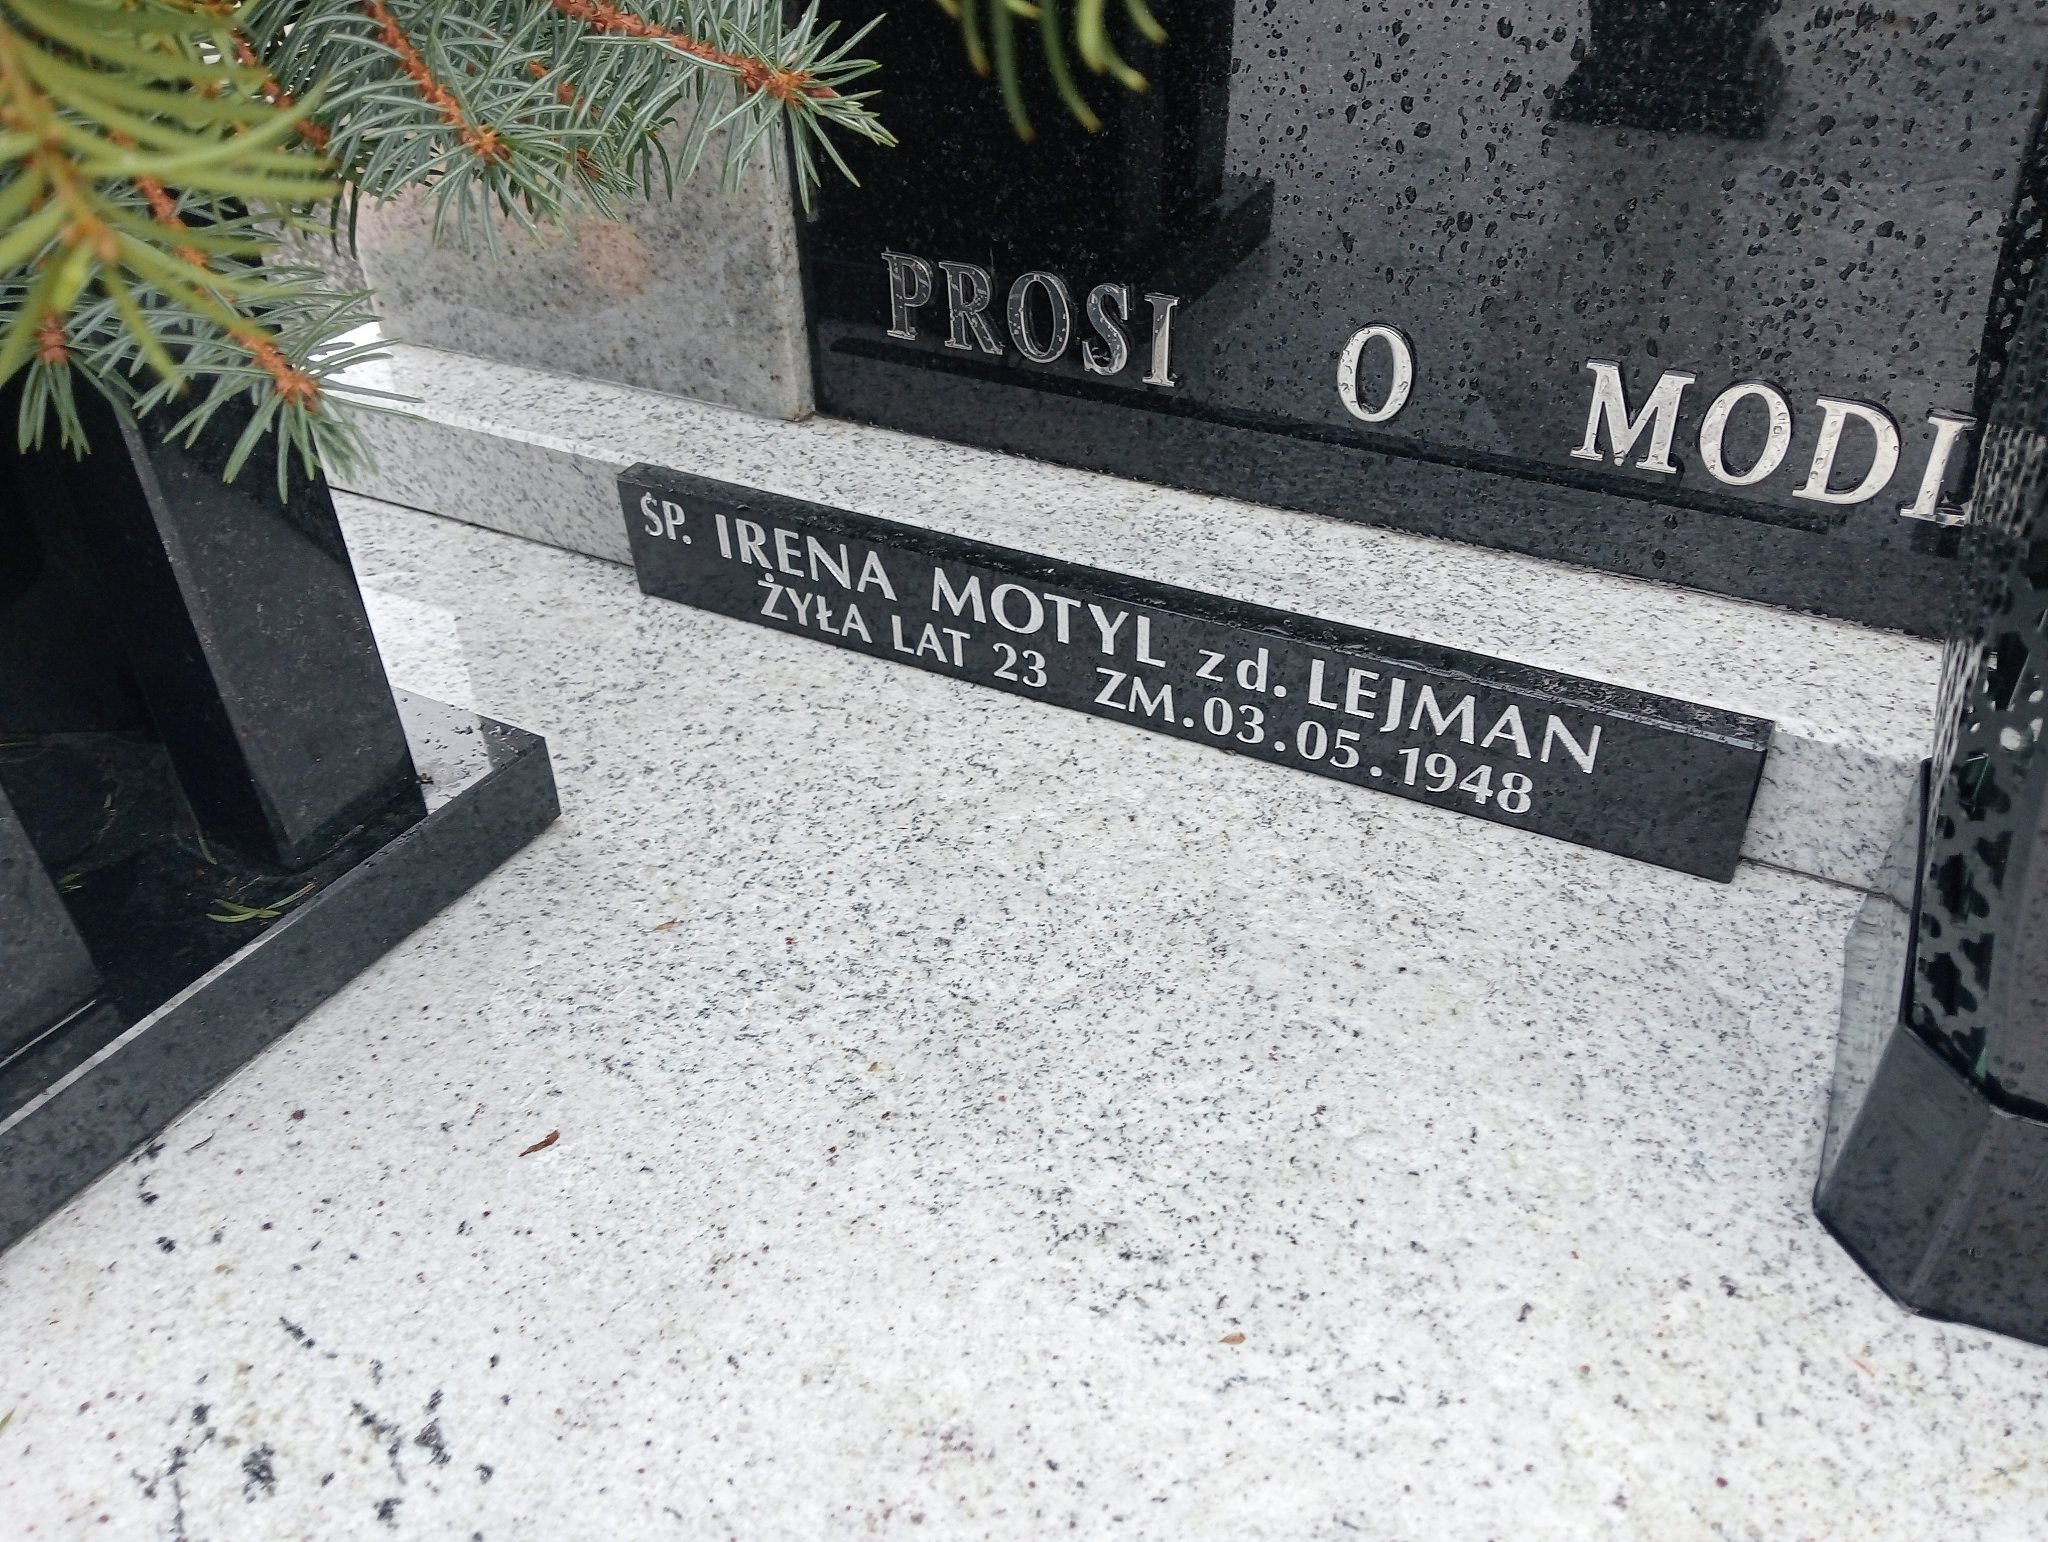 PROSI O MODL
ŚP. IRENA MOTYL zd. LEJMAN
ŻYŁA LAT 23 ZM. 03.05.1948